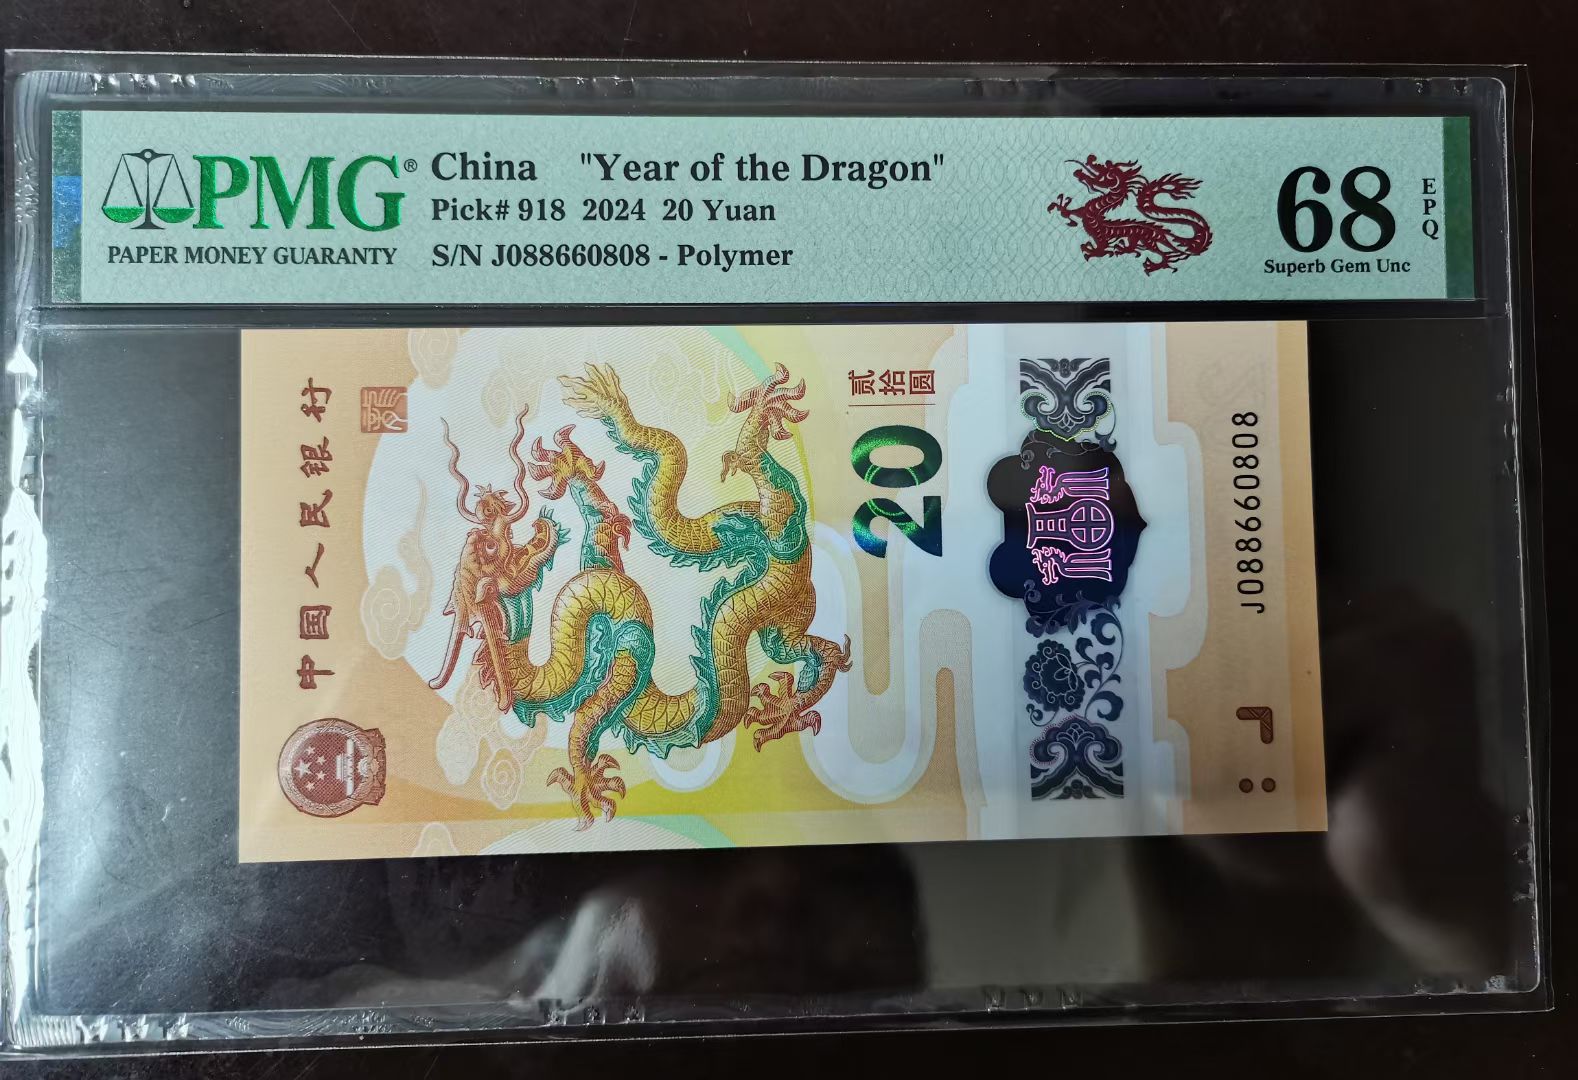 PMG®
PAPER MONEY GUARANTY
China "Year of the Dragon"
Pick# 918 2024 20 Yuan
S/N J088660808 - Polymer
68
EPQ
Superb Gem Unc
中国人民银行
贰拾圆
20
J088660808